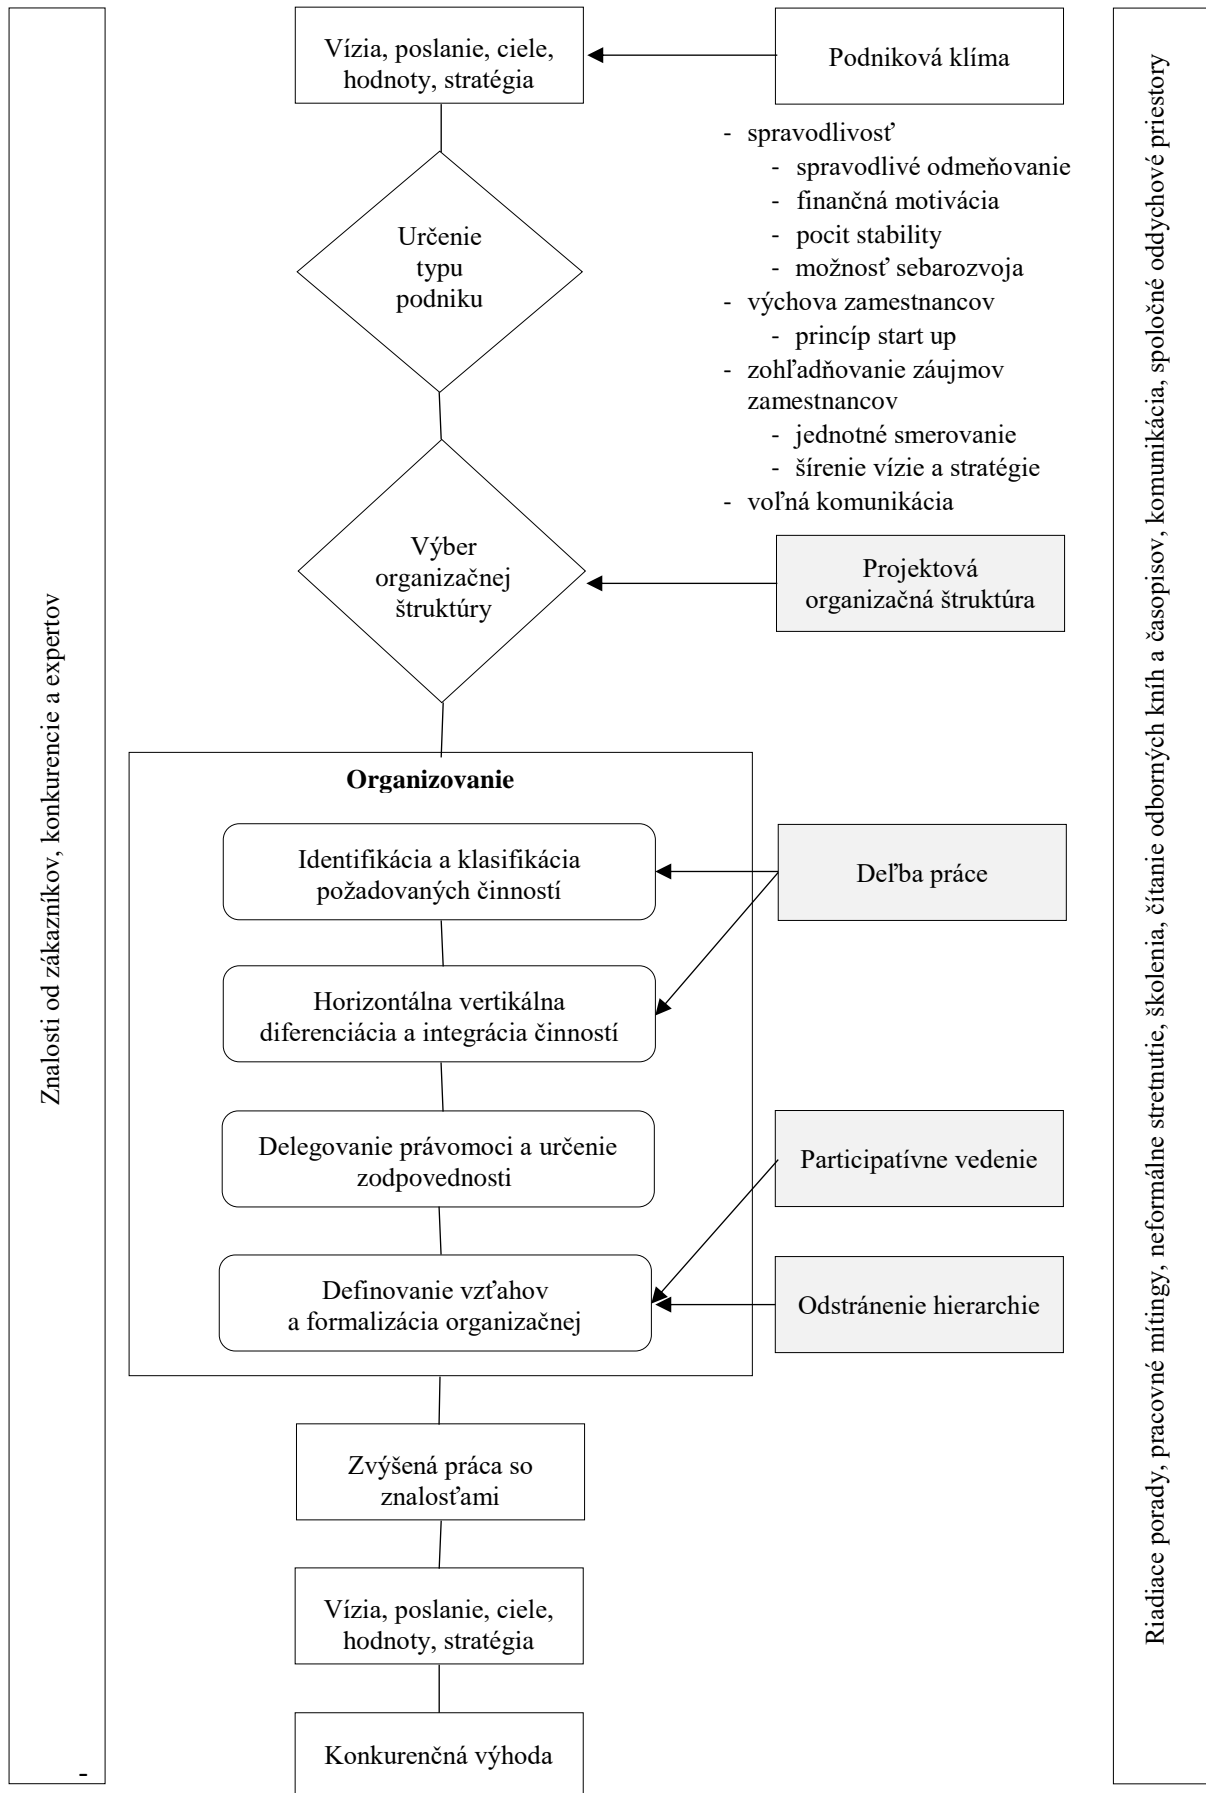 Znalosti od zákazníkov, konkurencie a expertov
-
Vízia, poslanie, ciele,
hodnoty, stratégia
Podniková klíma
- spravodlivosť
- spravodlivé odmeňovanie
- finančná motivácia
- pocit stability
- možnosť sebarozvoja
- výchova zamestnancov
- princíp start up
- zohľadňovanie záujmov
zamestnancov
- jednotné smerovanie
- šírenie vízie a stratégie
- voľná komunikácia
Určenie
typu
podniku
Výber
organizačnej
štruktúry
Projektová
organizačná štruktúra
Organizovanie
Identifikácia a klasifikácia
požadovaných činností
Deľba práce
Horizontálna vertikálna
diferenciácia a integrácia činností
Delegovanie právomoci a určenie
zodpovednosti
Participatívne vedenie
Definovanie vzťahov
a formalizácia organizačnej
Odstránenie hierarchie
Zvýšená práca so
znalosťami
Vízia, poslanie, ciele,
hodnoty, stratégia
Konkurenčná výhoda
Riadiace porady, pracovné mítingy, neformálne stretnutie, školenia, čítanie odborných kníh a časopisov, komunikácia, spoločné oddychové priestory